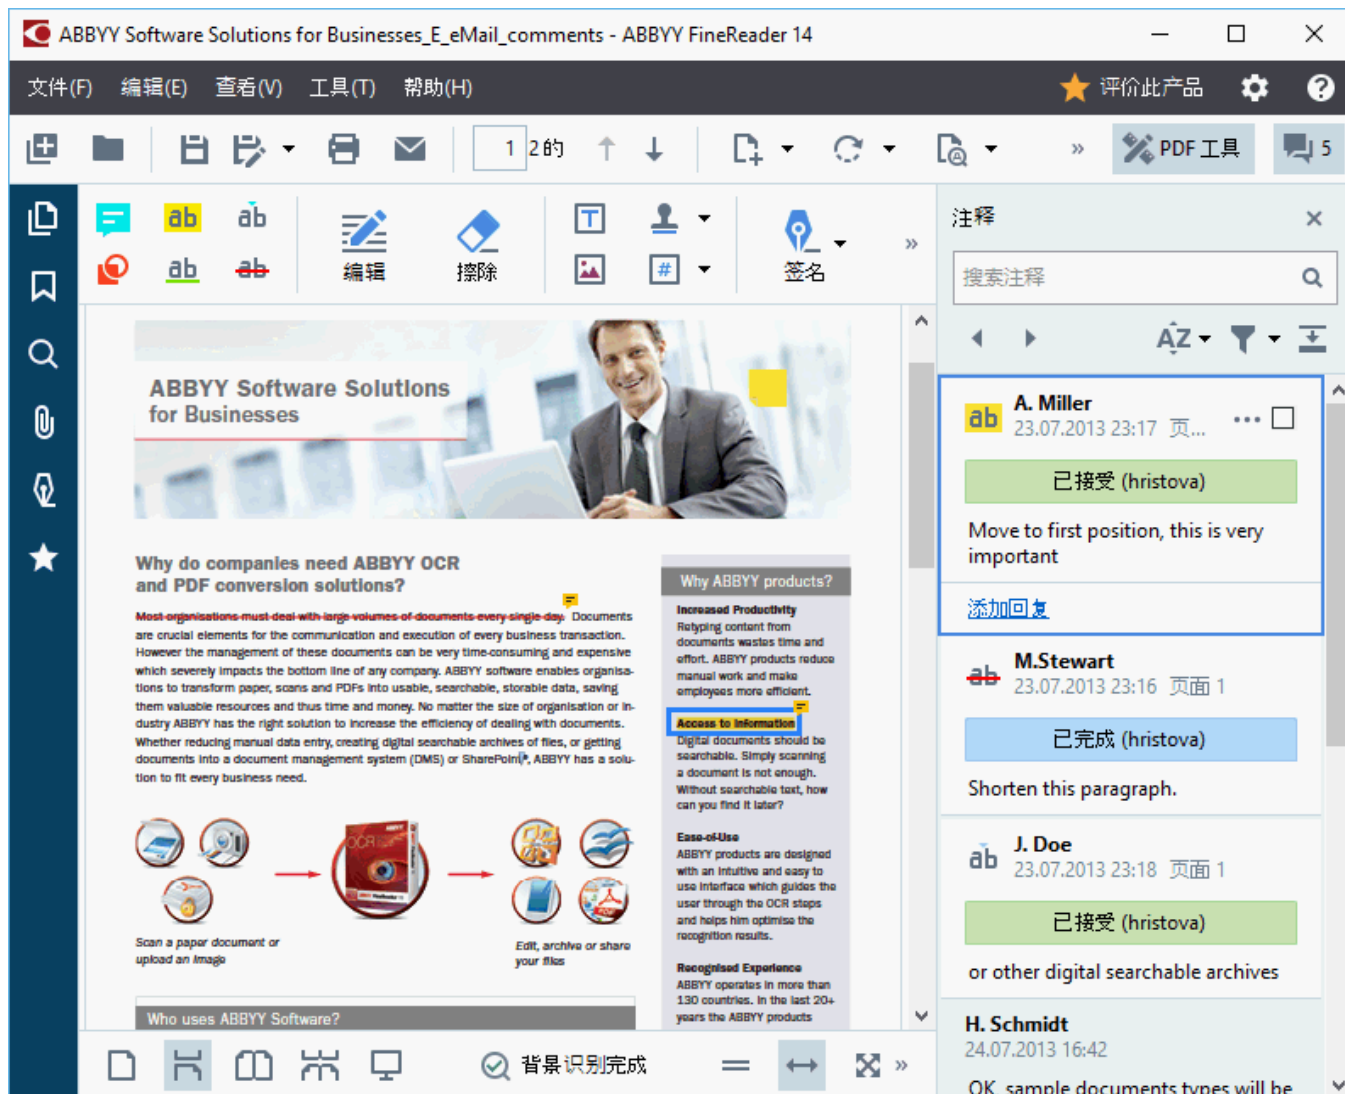 ABBYY Software Solutions for Businesses_E_eMail_comments - ABBYY FineReader 14
文件(F) 编辑(E) 查看(V) 工具(T) 帮助(H) 评价此产品
1 2的 PDF 工具 5
ab ab
ab ab
编辑 擦除 T # 签名
注释
搜索注释
AZ
ABBYY Software Solutions
for Businesses
Why do companies need ABBYY OCR
and PDF conversion solutions?
Most organisations must deal with large volumes of documents every single day. Documents
are crucial elements for the communication and execution of every business transaction.
However the management of these documents can be very time-consuming and expensive
which severely impacts the bottom line of any company. ABBYY software enables organisa-
tions to transform paper, scans and PDFs into usable, searchable, storable data, saving
them valuable resources and thus time and money. No matter the size of organisation or in-
dustry ABBYY has the right solution to increase the efficiency of dealing with documents.
Whether reducing manual data entry, creating digital searchable archives of files, or getting
documents into a document management system (DMS) or SharePoint, ABBYY has a solu-
tion to fit every business need.
Scan a paper document or
upload an image
Edit, archive or share
your files
Who uses ABBYY Software?
Why ABBYY products?
Increased Productivity
Retyping content from
documents wastes time and
effort. ABBYY products reduce
manual work and make
employees more efficient.
Access to Information
Digital documents should be
searchable. Simply scanning
a document is not enough.
Without searchable text, how
can you find it later?
Ease-of-Use
ABBYY products are designed
with an intuitive and easy to
use interface which guides the
user through the OCR steps
and helps him optimise the
recognition results.
Recognised Experience
ABBYY operates in more than
130 countries. In the last 20+
years the ABBYY products
ab A. Miller
23.07.2013 23:17 页...
已接受 (hristova)
Move to first position, this is very
important
添加回复
ab M.Stewart
23.07.2013 23:16 页面 1
已完成 (hristova)
Shorten this paragraph.
ab J. Doe
23.07.2013 23:18 页面 1
已接受 (hristova)
or other digital searchable archives
H. Schmidt
24.07.2013 16:42
OK, sample documents types will be
背景识别完成